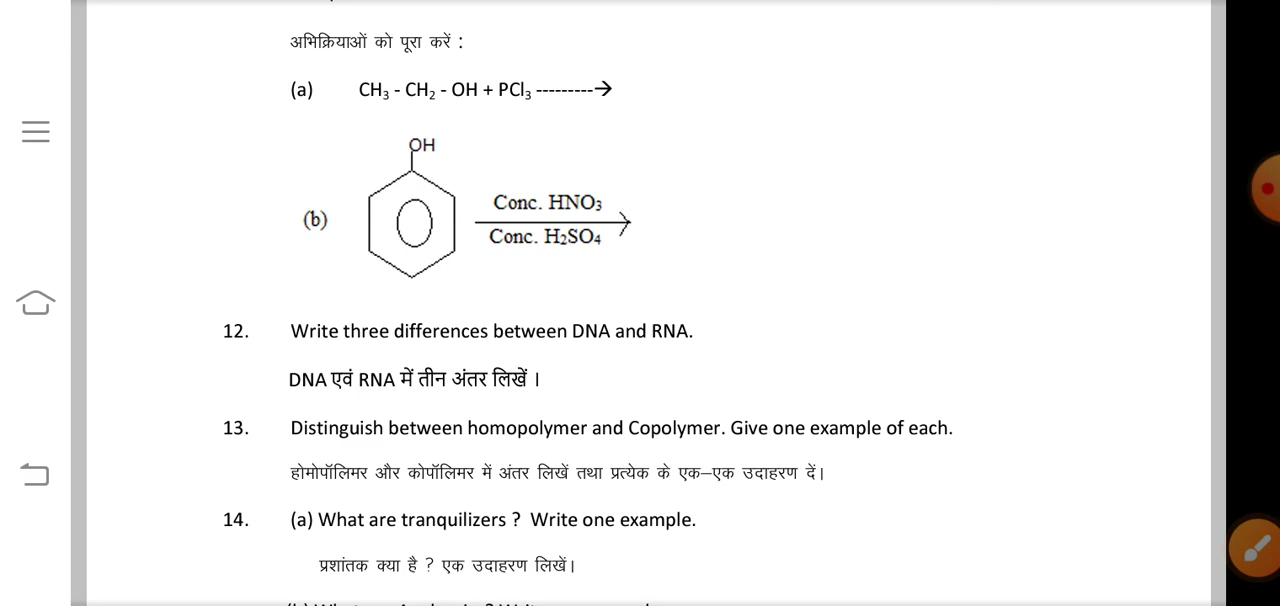 अभिक्रियाओं को पूरा करें :
(a) CH₃ - CH₂ - OH + PCl₃ ---------→
OH
(b) Conc. HNO₃
Conc. H₂SO₄
12. Write three differences between DNA and RNA.
DNA एवं RNA में तीन अंतर लिखें ।
13. Distinguish between homopolymer and Copolymer. Give one example of each.
होमोपॉलिमर और कोपॉलिमर में अंतर लिखें तथा प्रत्येक के एक–एक उदाहरण दें।
14. (a) What are tranquilizers ? Write one example.
प्रशांतक क्या है ? एक उदाहरण लिखें।